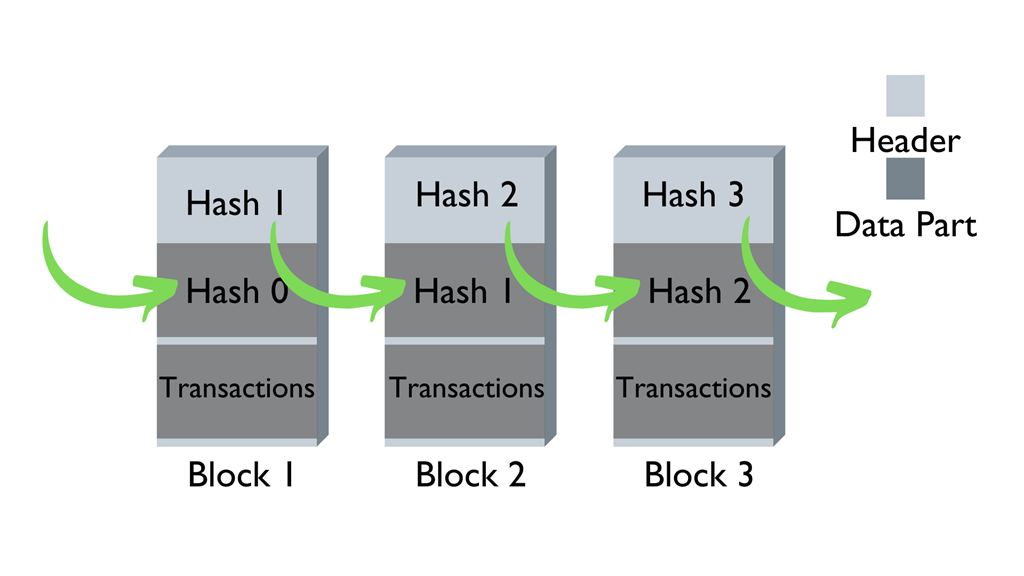 Header
Data Part
Hash 1
Hash 0
Transactions
Block 1
Hash 2
Hash 1
Transactions
Block 2
Hash 3
Hash 2
Transactions
Block 3